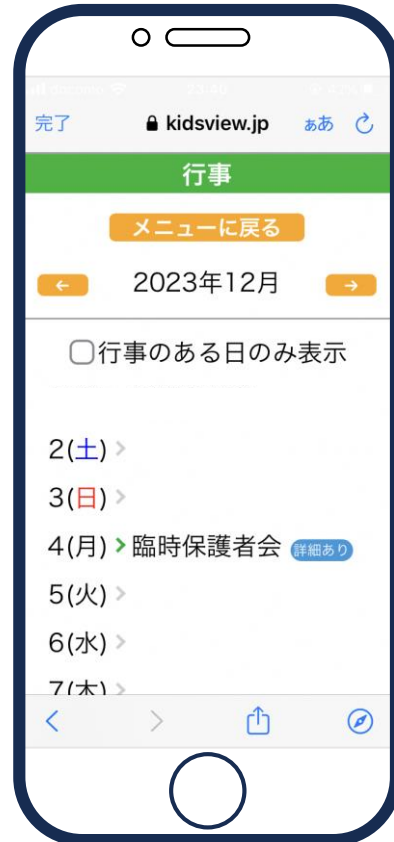 完了 kidsview.jp ぁあ
行事
メニューに戻る
← 2023年12月 →
行事のある日のみ表示
2(土) >
3(日) >
4(月) > 臨時保護者会 詳細あり
5(火) >
6(水) >
7(木) >